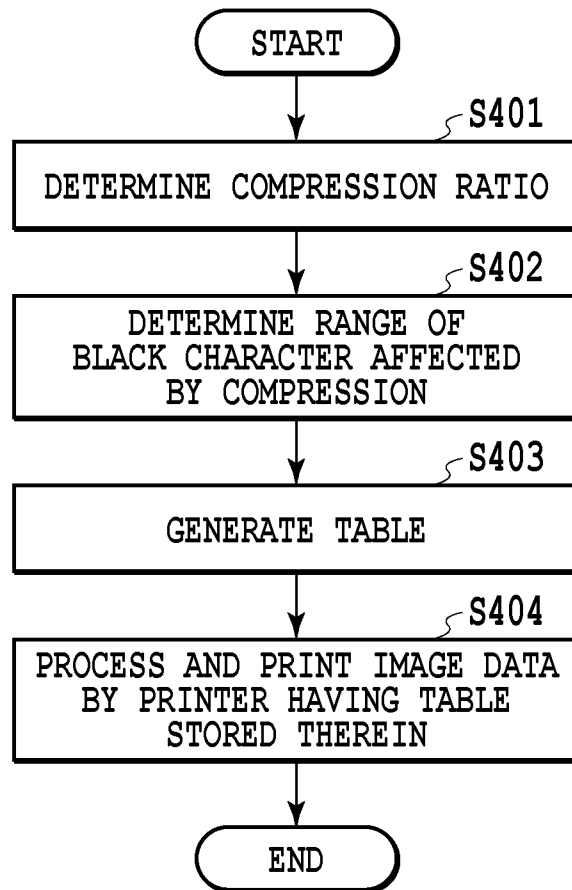 START
S401
DETERMINE COMPRESSION RATIO
S402
DETERMINE RANGE OF
BLACK CHARACTER AFFECTED
BY COMPRESSION
S403
GENERATE TABLE
S404
PROCESS AND PRINT IMAGE DATA
BY PRINTER HAVING TABLE
STORED THEREIN
END